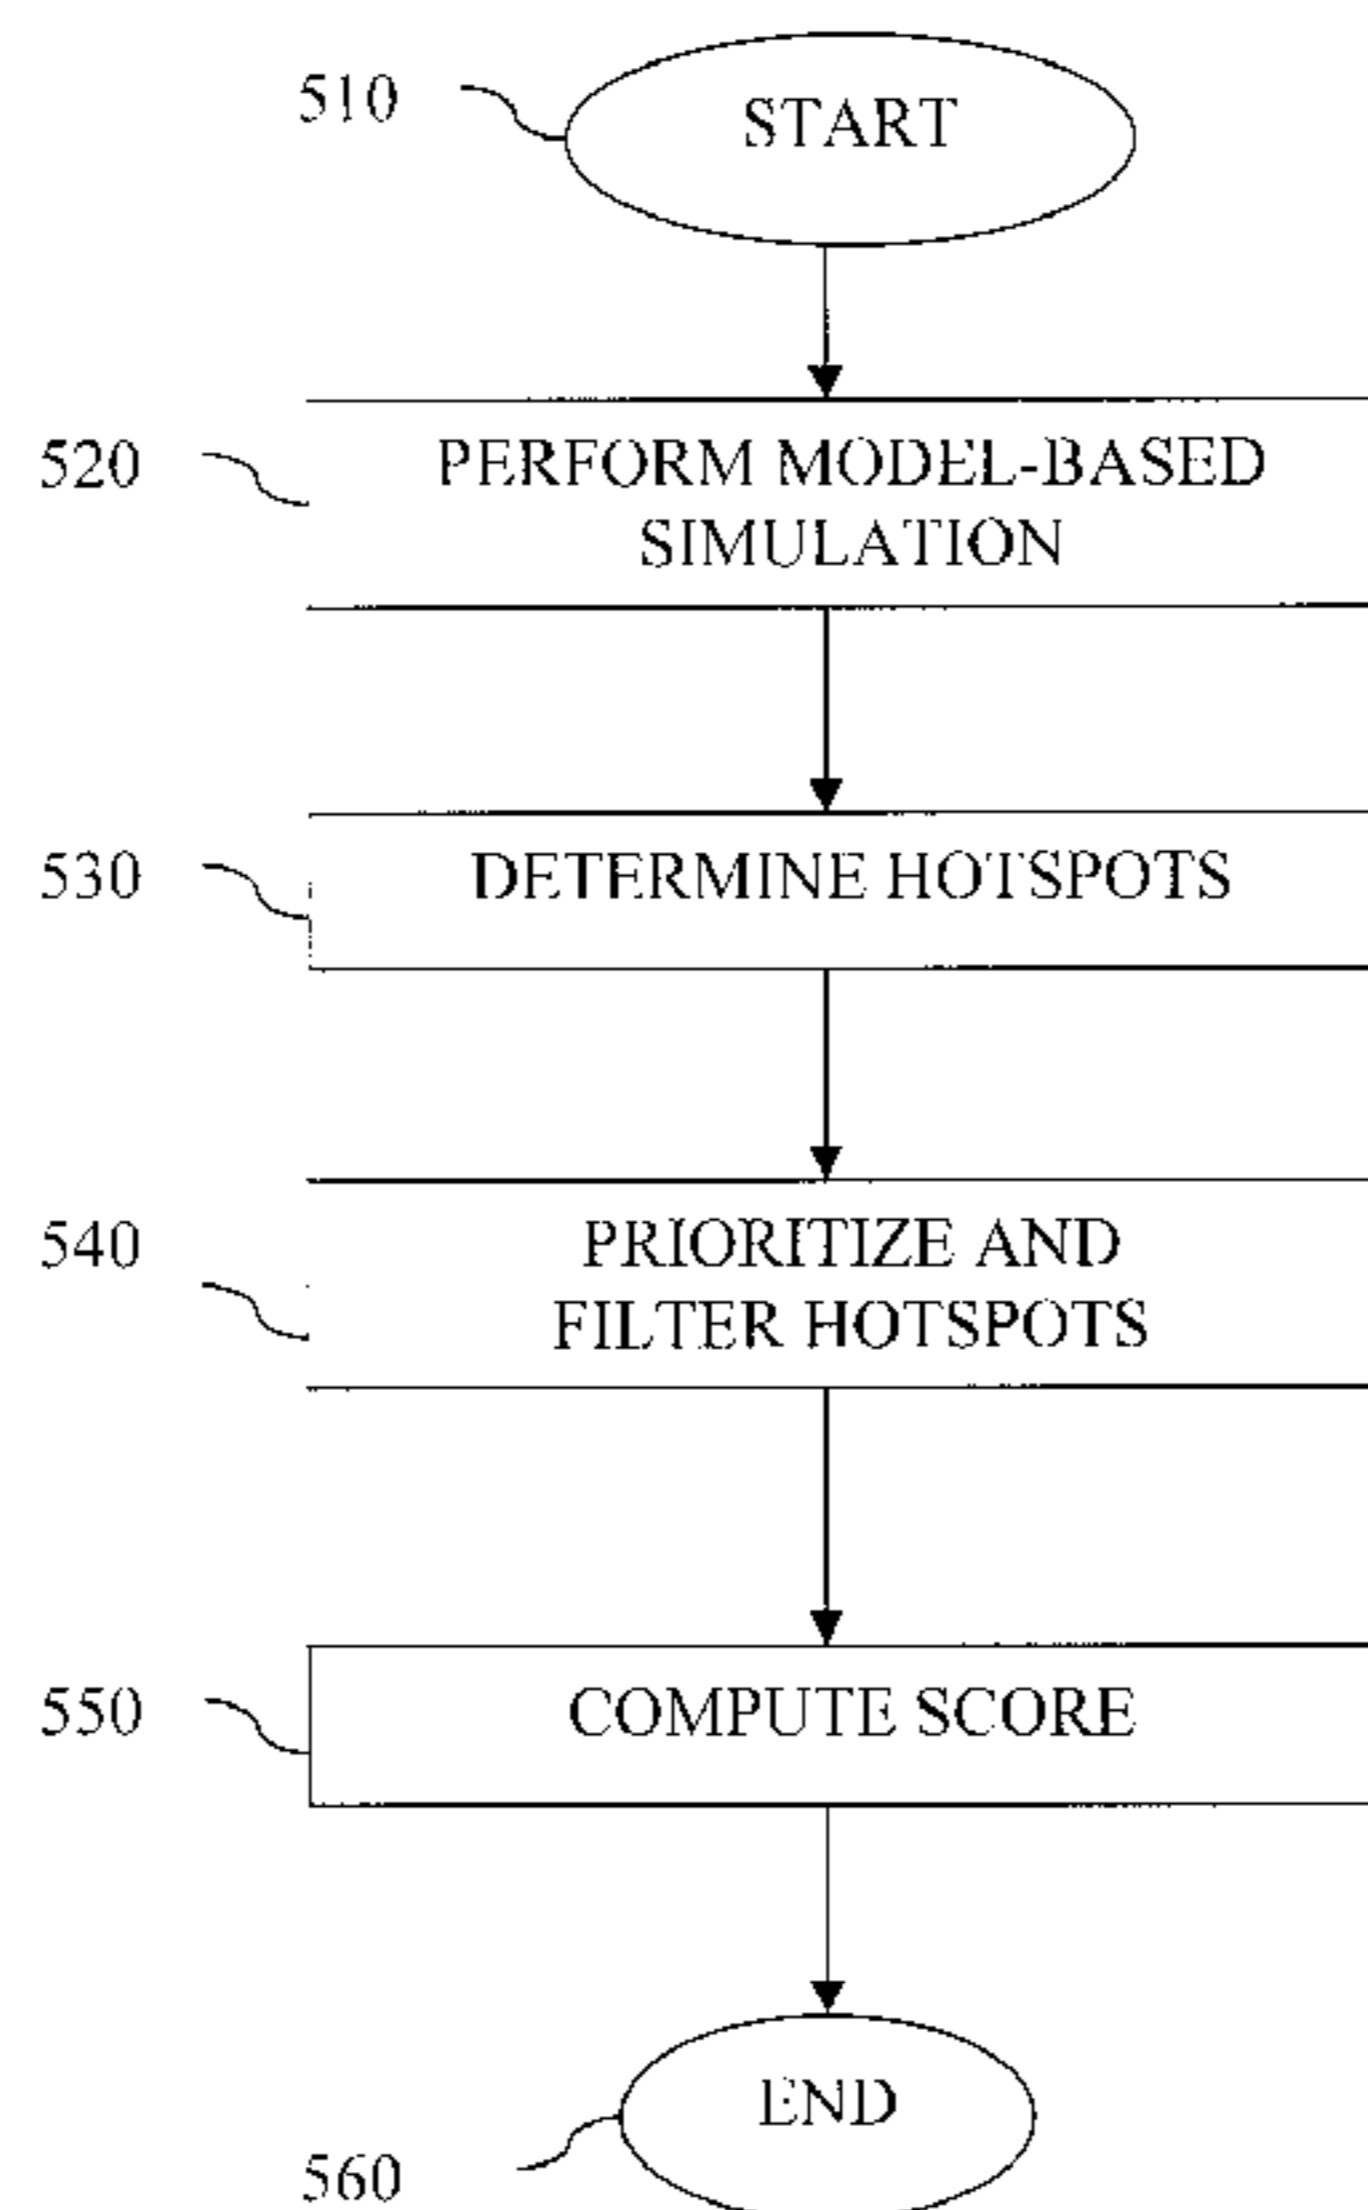 510
START
520
PERFORM MODEL-BASED
SIMULATION
530
DETERMINE HOTSPOTS
540
PRIORITIZE AND
FILTER HOTSPOTS
550
COMPUTE SCORE
END
560